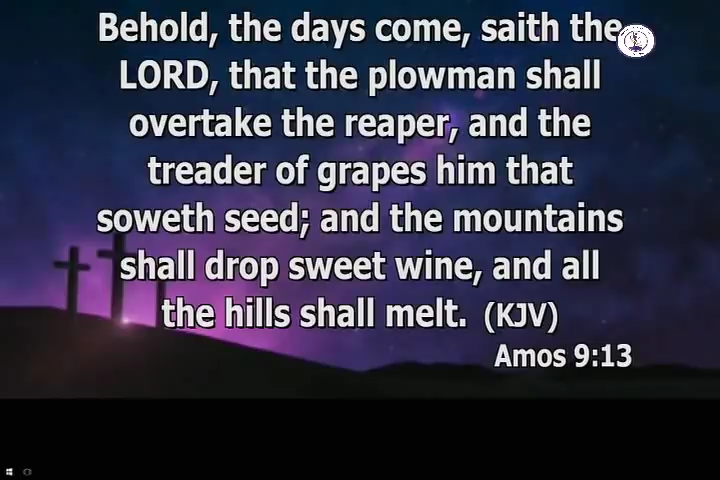 Behold, the days come, saith the
LORD, that the plowman shall
overtake the reaper, and the
treader of grapes him that
soweth seed; and the mountains
shall drop sweet wine, and all
the hills shall melt. (KJV)
Amos 9:13